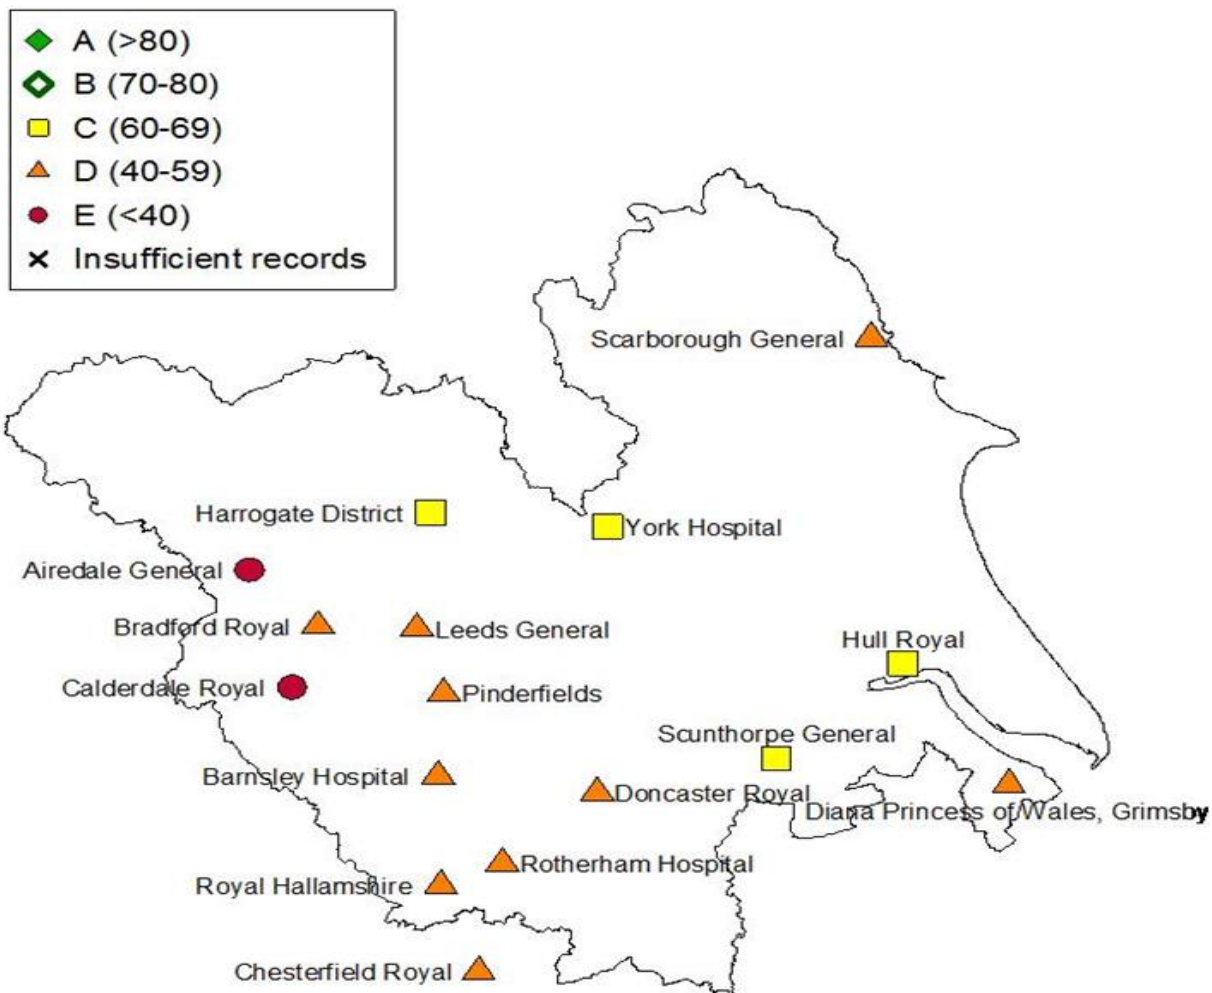 A (>80)
B (70-80)
C (60-69)
D (40-59)
E (<40)
Insufficient records
Scarborough General
Harrogate District
York Hospital
Airedale General
Bradford Royal
Leeds General
Hull Royal
Calderdale Royal
Pinderfields
Scunthorpe General
Barnsley Hospital
Doncaster Royal
Diana Princess of Wales, Grimsby
Rotherham Hospital
Royal Hallamshire
Chesterfield Royal